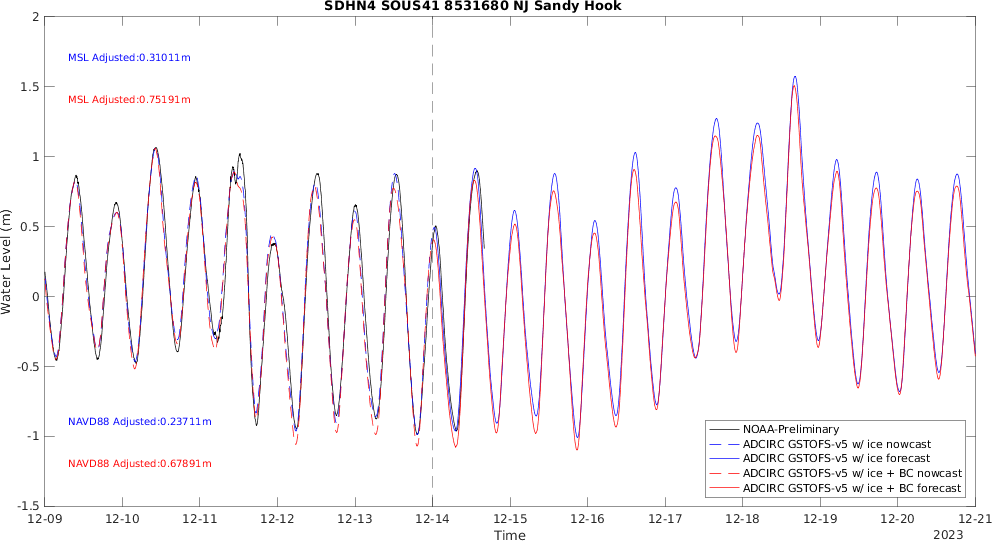 SDHN4 SOUS41 8531680 NJ Sandy Hook
2
1.5
1
0.5
0
-0.5
-1
-1.5
Water Level (m)
MSL Adjusted:0.31011m
MSL Adjusted:0.75191m
NAVD88 Adjusted:0.23711m
NAVD88 Adjusted:0.67891m
NOAA-Preliminary
ADCIRC GSTOFS-v5 w/ ice nowcast
ADCIRC GSTOFS-v5 w/ ice forecast
ADCIRC GSTOFS-v5 w/ ice + BC nowcast
ADCIRC GSTOFS-v5 w/ ice + BC forecast
12-09 12-10 12-11 12-12 12-13 12-14 12-15 12-16 12-17 12-18 12-19 12-20 12-21
Time
2023